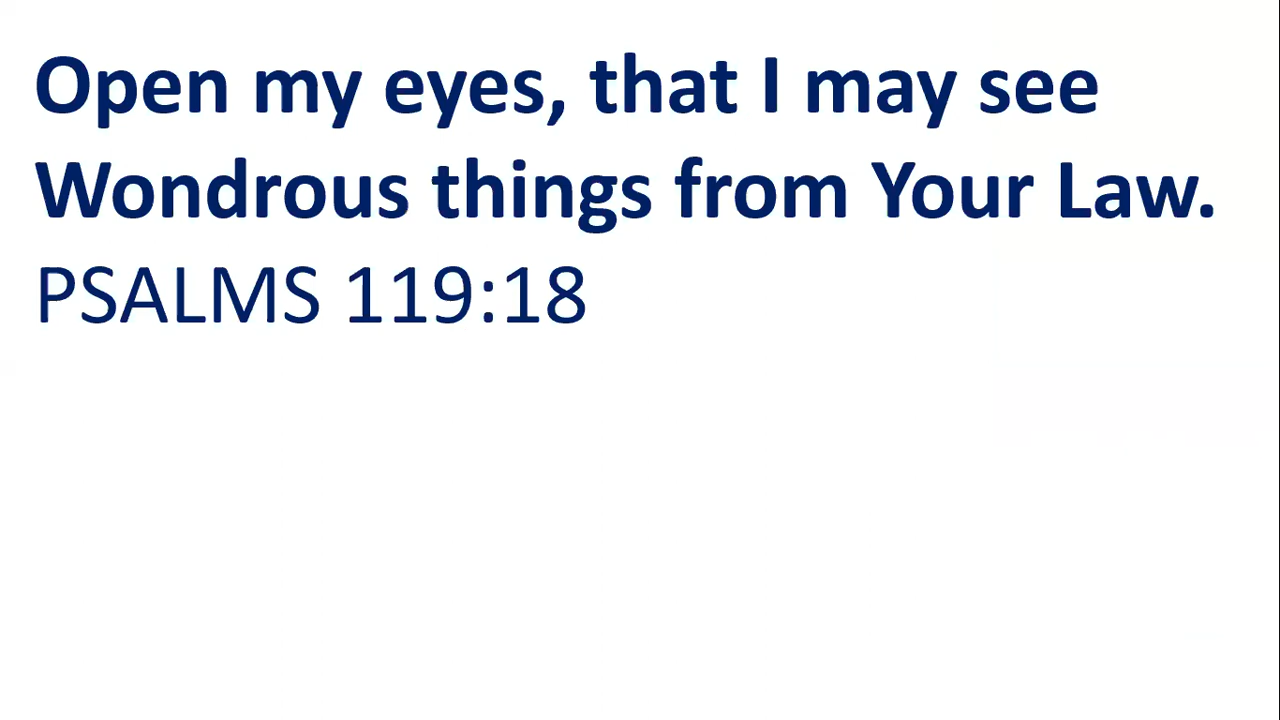 Open my eyes, that I may see
Wondrous things from Your Law.
PSALMS 119:18